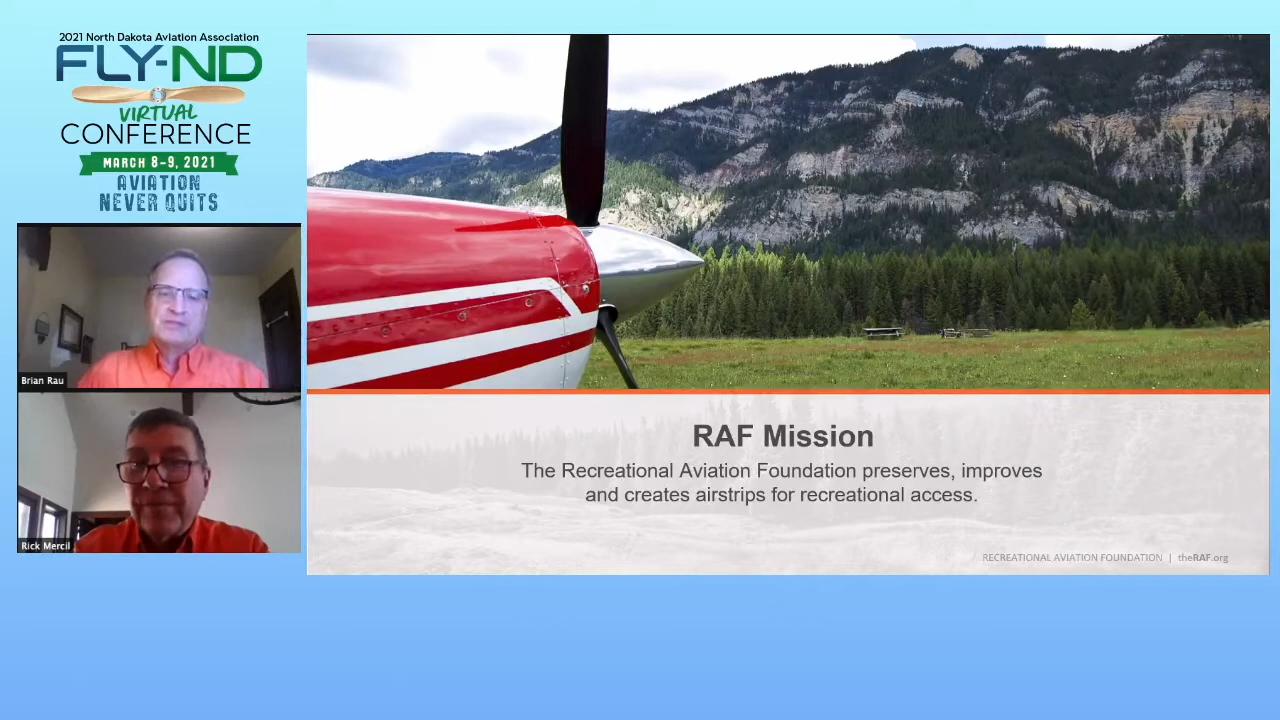 2021 North Dakota Aviation Association
FLY-ND
VIRTUAL
CONFERENCE
MARCH 8-9, 2021
AVIATION
NEVER QUITS
Brian Rau
Rick Mercil
RAF Mission
The Recreational Aviation Foundation preserves, improves
and creates airstrips for recreational access.
RECREATIONAL AVIATION FOUNDATION | theRAF.org